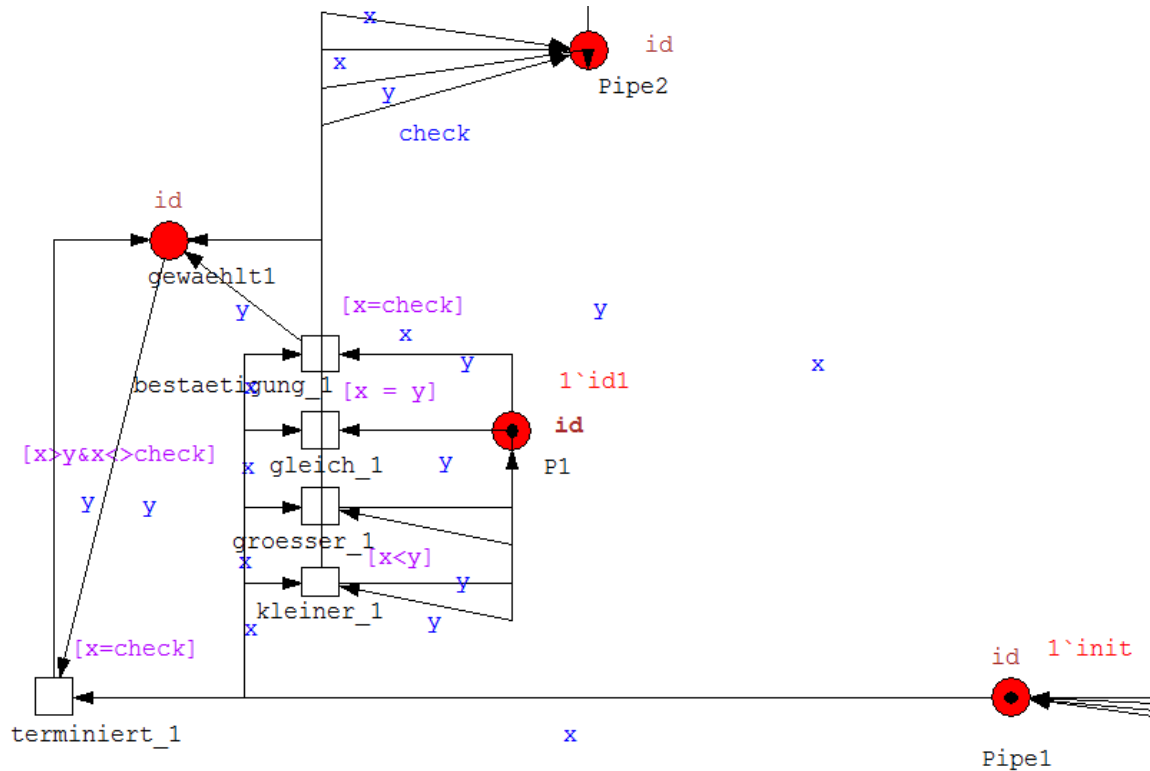 x
id
x
Pipe2
y
check
id
gewaehlt1
[x=check]
y
y
x
x
y
bestaetigung_1
x
1`id1
[x = y]
id
[x>y&x<>check]
gleich_1
x
y
P1
y
y
groesser_1
[x<y]
x
y
kleiner_1
y
x
[x=check]
id
1`init
terminiert_1
x
Pipe1